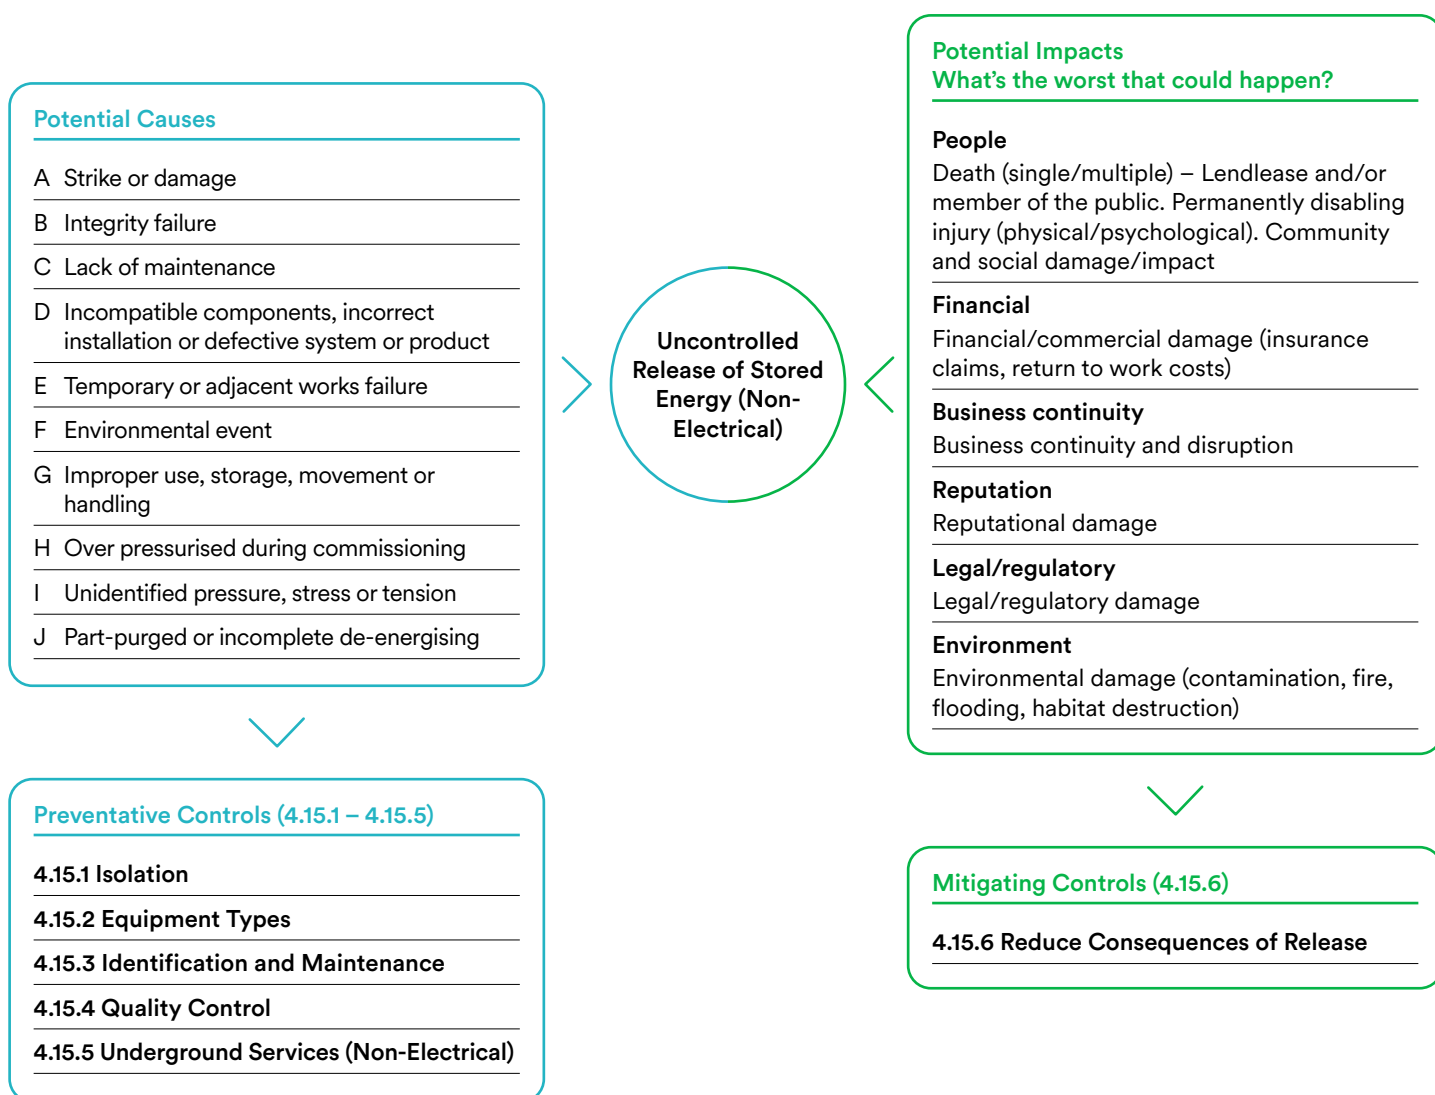 Potential Causes
A Strike or damage
B Integrity failure
C Lack of maintenance
D Incompatible components, incorrect
installation or defective system or product
E Temporary or adjacent works failure
F Environmental event
G Improper use, storage, movement or
handling
H Over pressurised during commissioning
I Unidentified pressure, stress or tension
J Part-purged or incomplete de-energising
Preventative Controls (4.15.1 – 4.15.5)
4.15.1 Isolation
4.15.2 Equipment Types
4.15.3 Identification and Maintenance
4.15.4 Quality Control
4.15.5 Underground Services (Non-Electrical)
Uncontrolled
Release of Stored
Energy (Non-
Electrical)
Potential Impacts
What’s the worst that could happen?
People
Death (single/multiple) – Lendlease and/or
member of the public. Permanently disabling
injury (physical/psychological). Community
and social damage/impact
Financial
Financial/commercial damage (insurance
claims, return to work costs)
Business continuity
Business continuity and disruption
Reputation
Reputational damage
Legal/regulatory
Legal/regulatory damage
Environment
Environmental damage (contamination, fire,
flooding, habitat destruction)
Mitigating Controls (4.15.6)
4.15.6 Reduce Consequences of Release